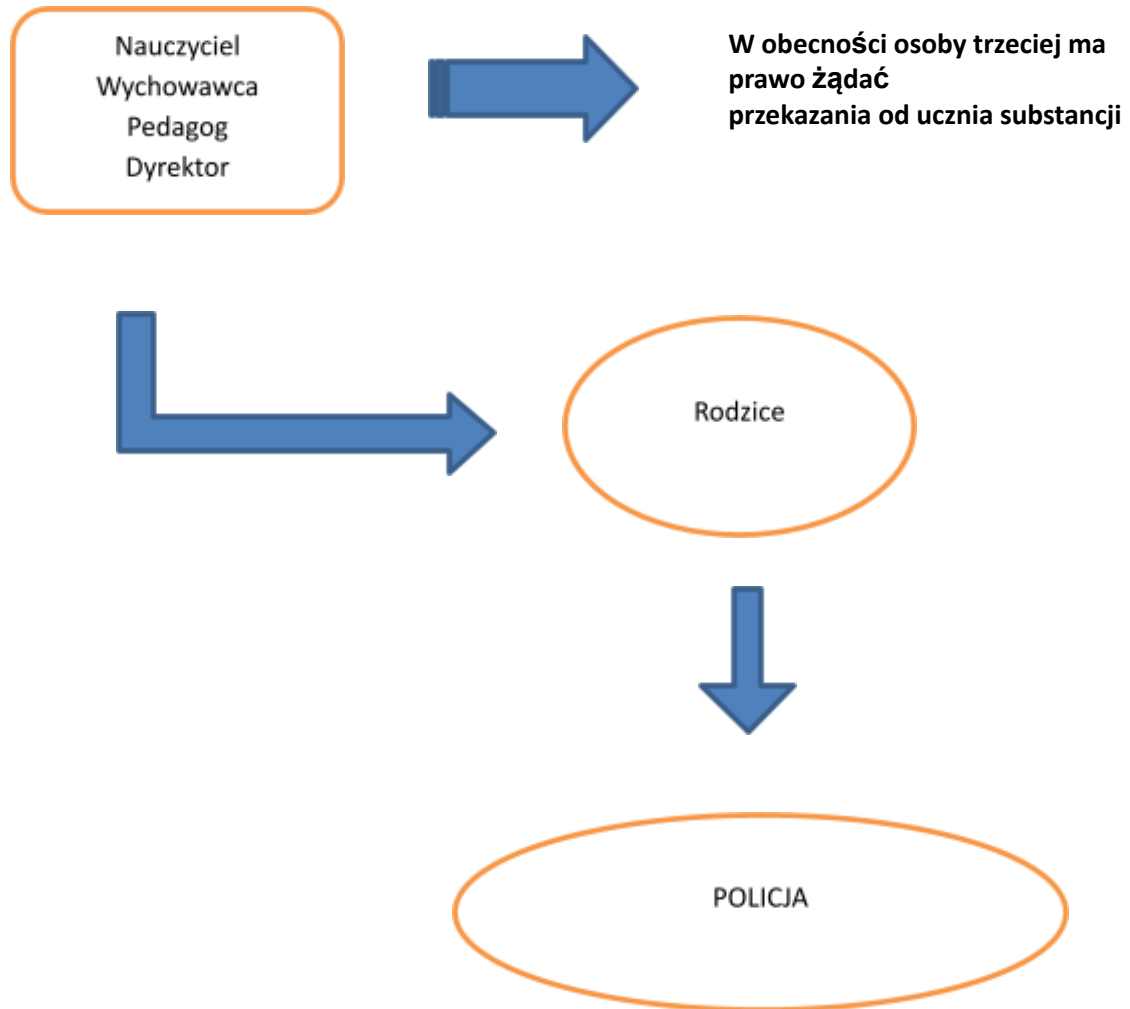 Nauczyciel
Wychowawca
Pedagog
Dyrektor
W obecności osoby trzeciej ma
prawo żądać
przekazania od ucznia substancji
Rodzice
POLICJA